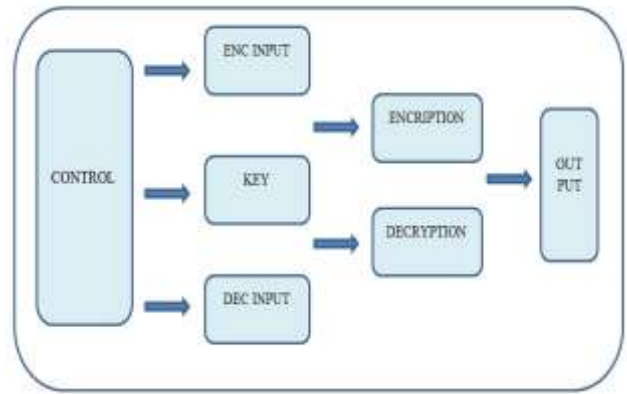 CONTROL
ENC INPUT
KEY
DEC INPUT
ENCRIPTION
DECRYPTION
OUT
PUT